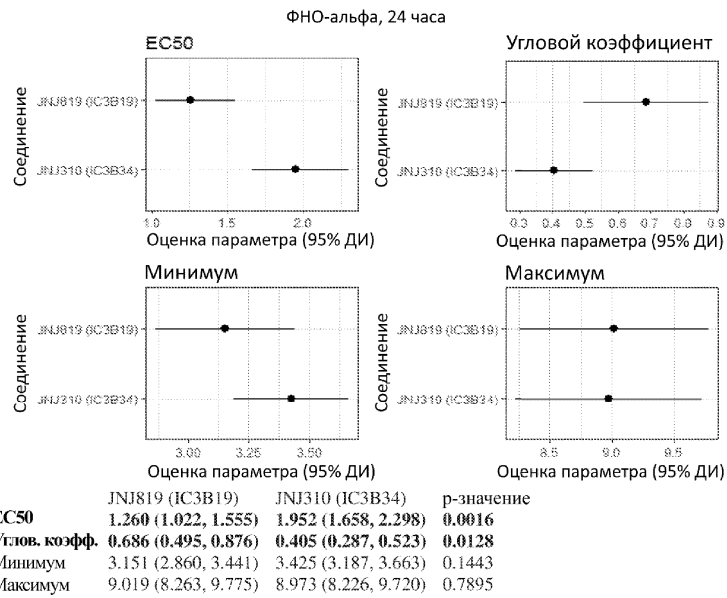 ФНО-альфа, 24 часа
EC50
Соединение
JNJ819 (IC3B19)
JNJ310 (IC3B34)
1.0 1.5 2.0
Оценка параметра (95% ДИ)
Угловой коэффициент
Соединение
JNJ819 (IC3B19)
JNJ310 (IC3B34)
0.3 0.4 0.5 0.6 0.7 0.8 0.9
Оценка параметра (95% ДИ)
Минимум
Соединение
JNJ819 (IC3B19)
JNJ310 (IC3B34)
3.00 3.25 3.50
Оценка параметра (95% ДИ)
Максимум
Соединение
JNJ819 (IC3B19)
JNJ310 (IC3B34)
8.5 9.0 9.5
Оценка параметра (95% ДИ)
JNJ819 (IC3B19) JNJ310 (IC3B34) p-значение
EC50 1.260 (1.022, 1.555) 1.952 (1.658, 2.298) 0.0016
Углов. коэфф. 0.686 (0.495, 0.876) 0.405 (0.287, 0.523) 0.0128
Минимум 3.151 (2.860, 3.441) 3.425 (3.187, 3.663) 0.1443
Максимум 9.019 (8.263, 9.775) 8.973 (8.226, 9.720) 0.7895